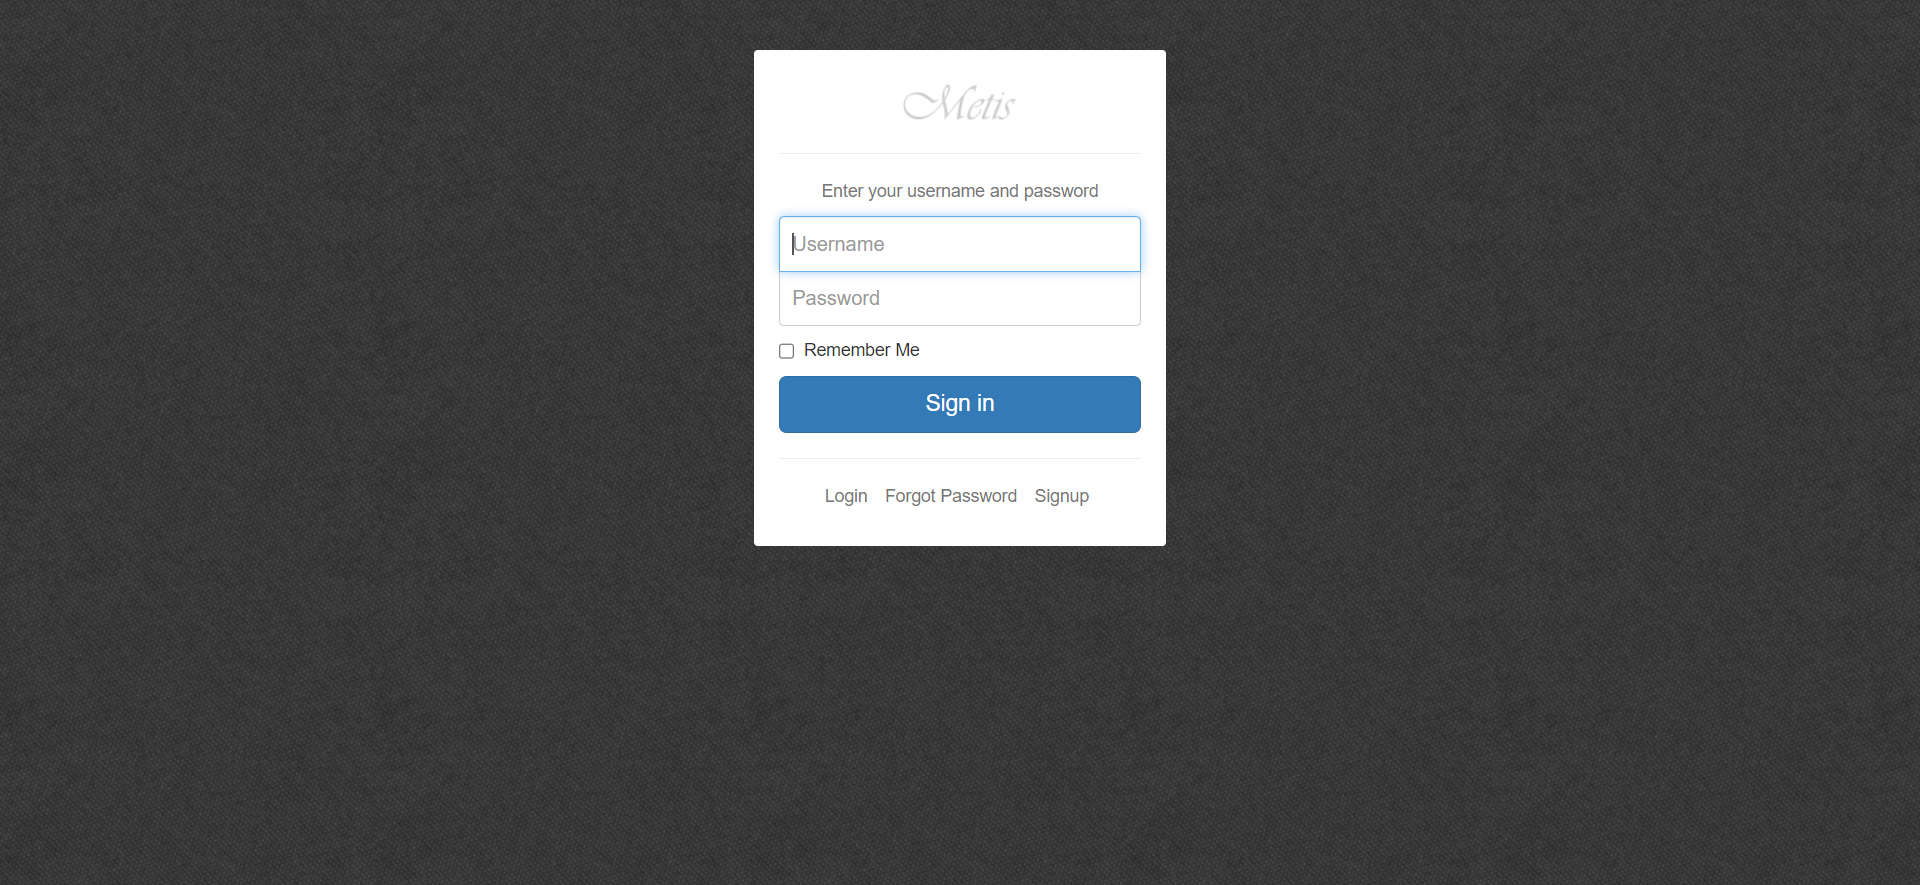 Metis
Enter your username and password
Username
Password
Remember Me
Sign in
Login Forgot Password Signup